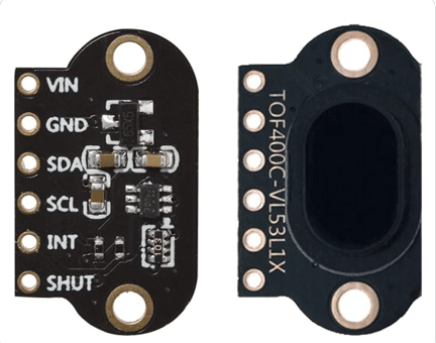 VIN
GND
SDA
SCL
INT
SHUT
TOF400C-VL53L1X